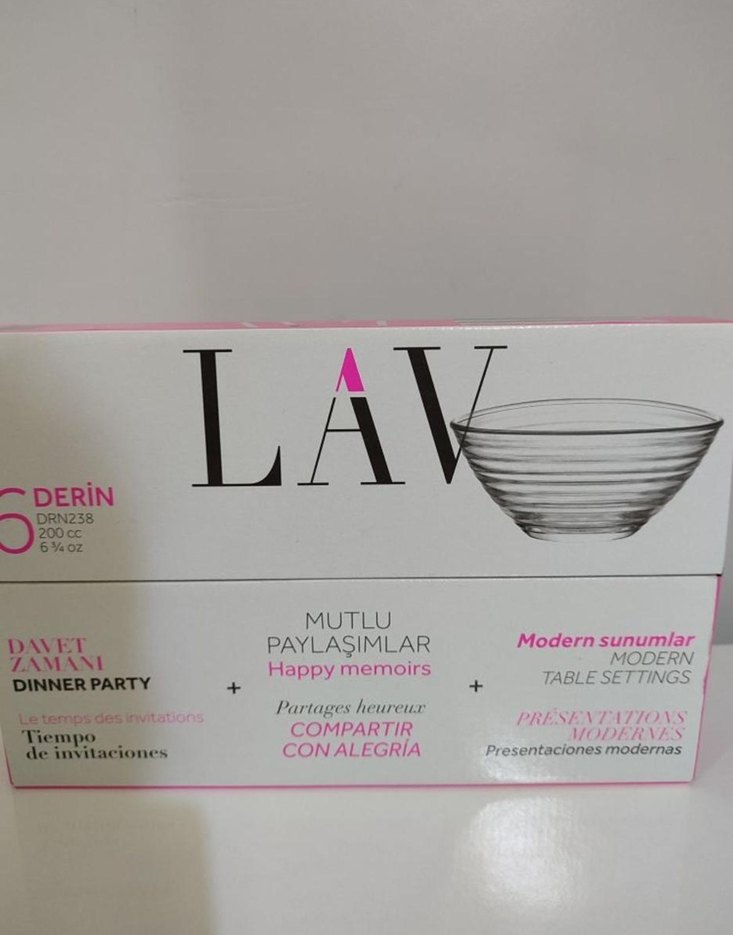 LAV
6 DERİN
DRN238
200 cc
6 ¾ oz
DAVET
ZAMANI
DINNER PARTY
Le temps des invitations
Tiempo
de invitaciones
+
MUTLU
PAYLAŞIMLAR
Happy memoirs
Partages heureux
COMPARTIR
CON ALEGRÍA
+
Modern sunumlar
MODERN
TABLE SETTINGS
PRÉSENTATIONS
MODERNES
Presentaciones modernas